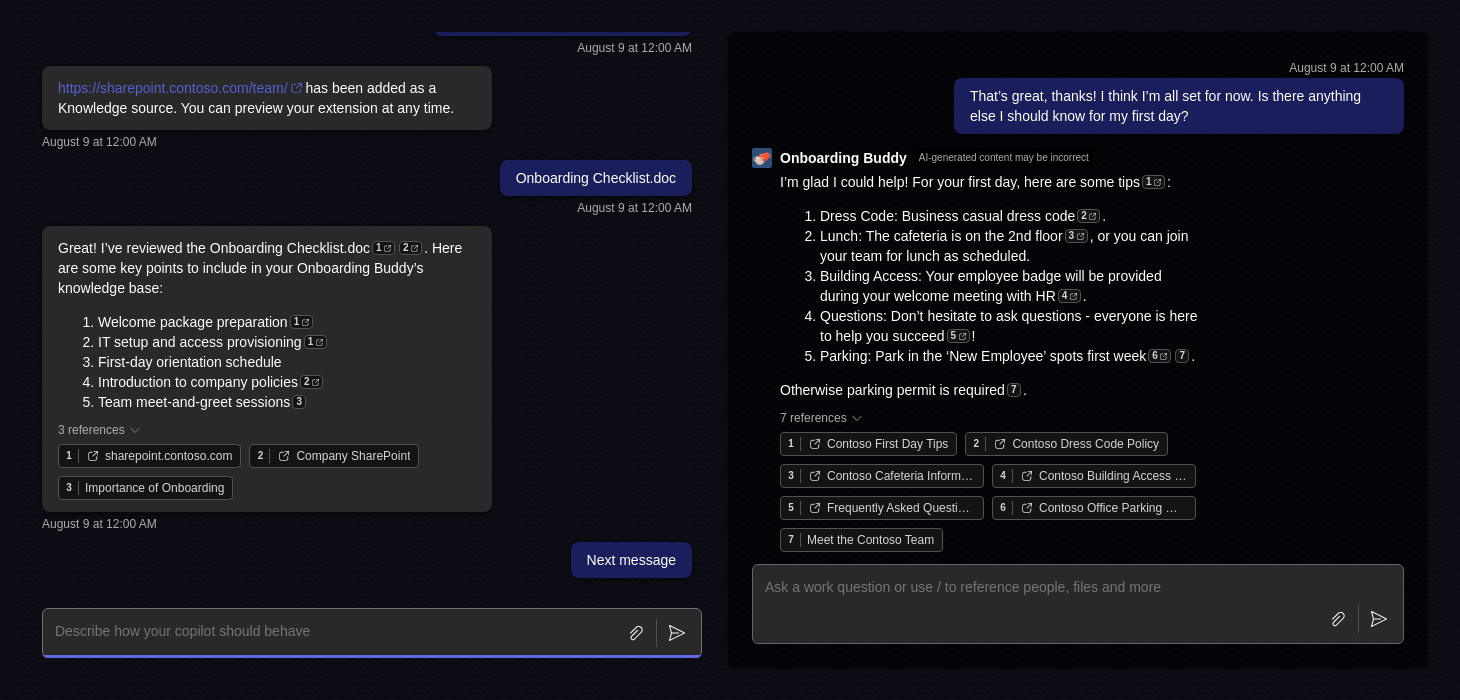 August 9 at 12:00 AM
https://sharepoint.contoso.com/team/ has been added as a
Knowledge source. You can preview your extension at any time.
August 9 at 12:00 AM
Onboarding Checklist.doc
August 9 at 12:00 AM
Great! I’ve reviewed the Onboarding Checklist.doc 1 2 . Here
are some key points to include in your Onboarding Buddy’s
knowledge base:
1. Welcome package preparation 1
2. IT setup and access provisioning 1
3. First-day orientation schedule
4. Introduction to company policies 2
5. Team meet-and-greet sessions 3
3 references
1 sharepoint.contoso.com 2 Company SharePoint
3 Importance of Onboarding
August 9 at 12:00 AM
Next message
Describe how your copilot should behave
August 9 at 12:00 AM
That’s great, thanks! I think I’m all set for now. Is there anything
else I should know for my first day?
Onboarding Buddy AI-generated content may be incorrect
I’m glad I could help! For your first day, here are some tips 1 :
1. Dress Code: Business casual dress code 2 .
2. Lunch: The cafeteria is on the 2nd floor 3 , or you can join
your team for lunch as scheduled.
3. Building Access: Your employee badge will be provided
during your welcome meeting with HR 4 .
4. Questions: Don’t hesitate to ask questions - everyone is here
to help you succeed 5 !
5. Parking: Park in the ‘New Employee’ spots first week 6 7 .
Otherwise parking permit is required 7 .
7 references
1 Contoso First Day Tips 2 Contoso Dress Code Policy
3 Contoso Cafeteria Inform… 4 Contoso Building Access …
5 Frequently Asked Questi… 6 Contoso Office Parking …
7 Meet the Contoso Team
Ask a work question or use / to reference people, files and more